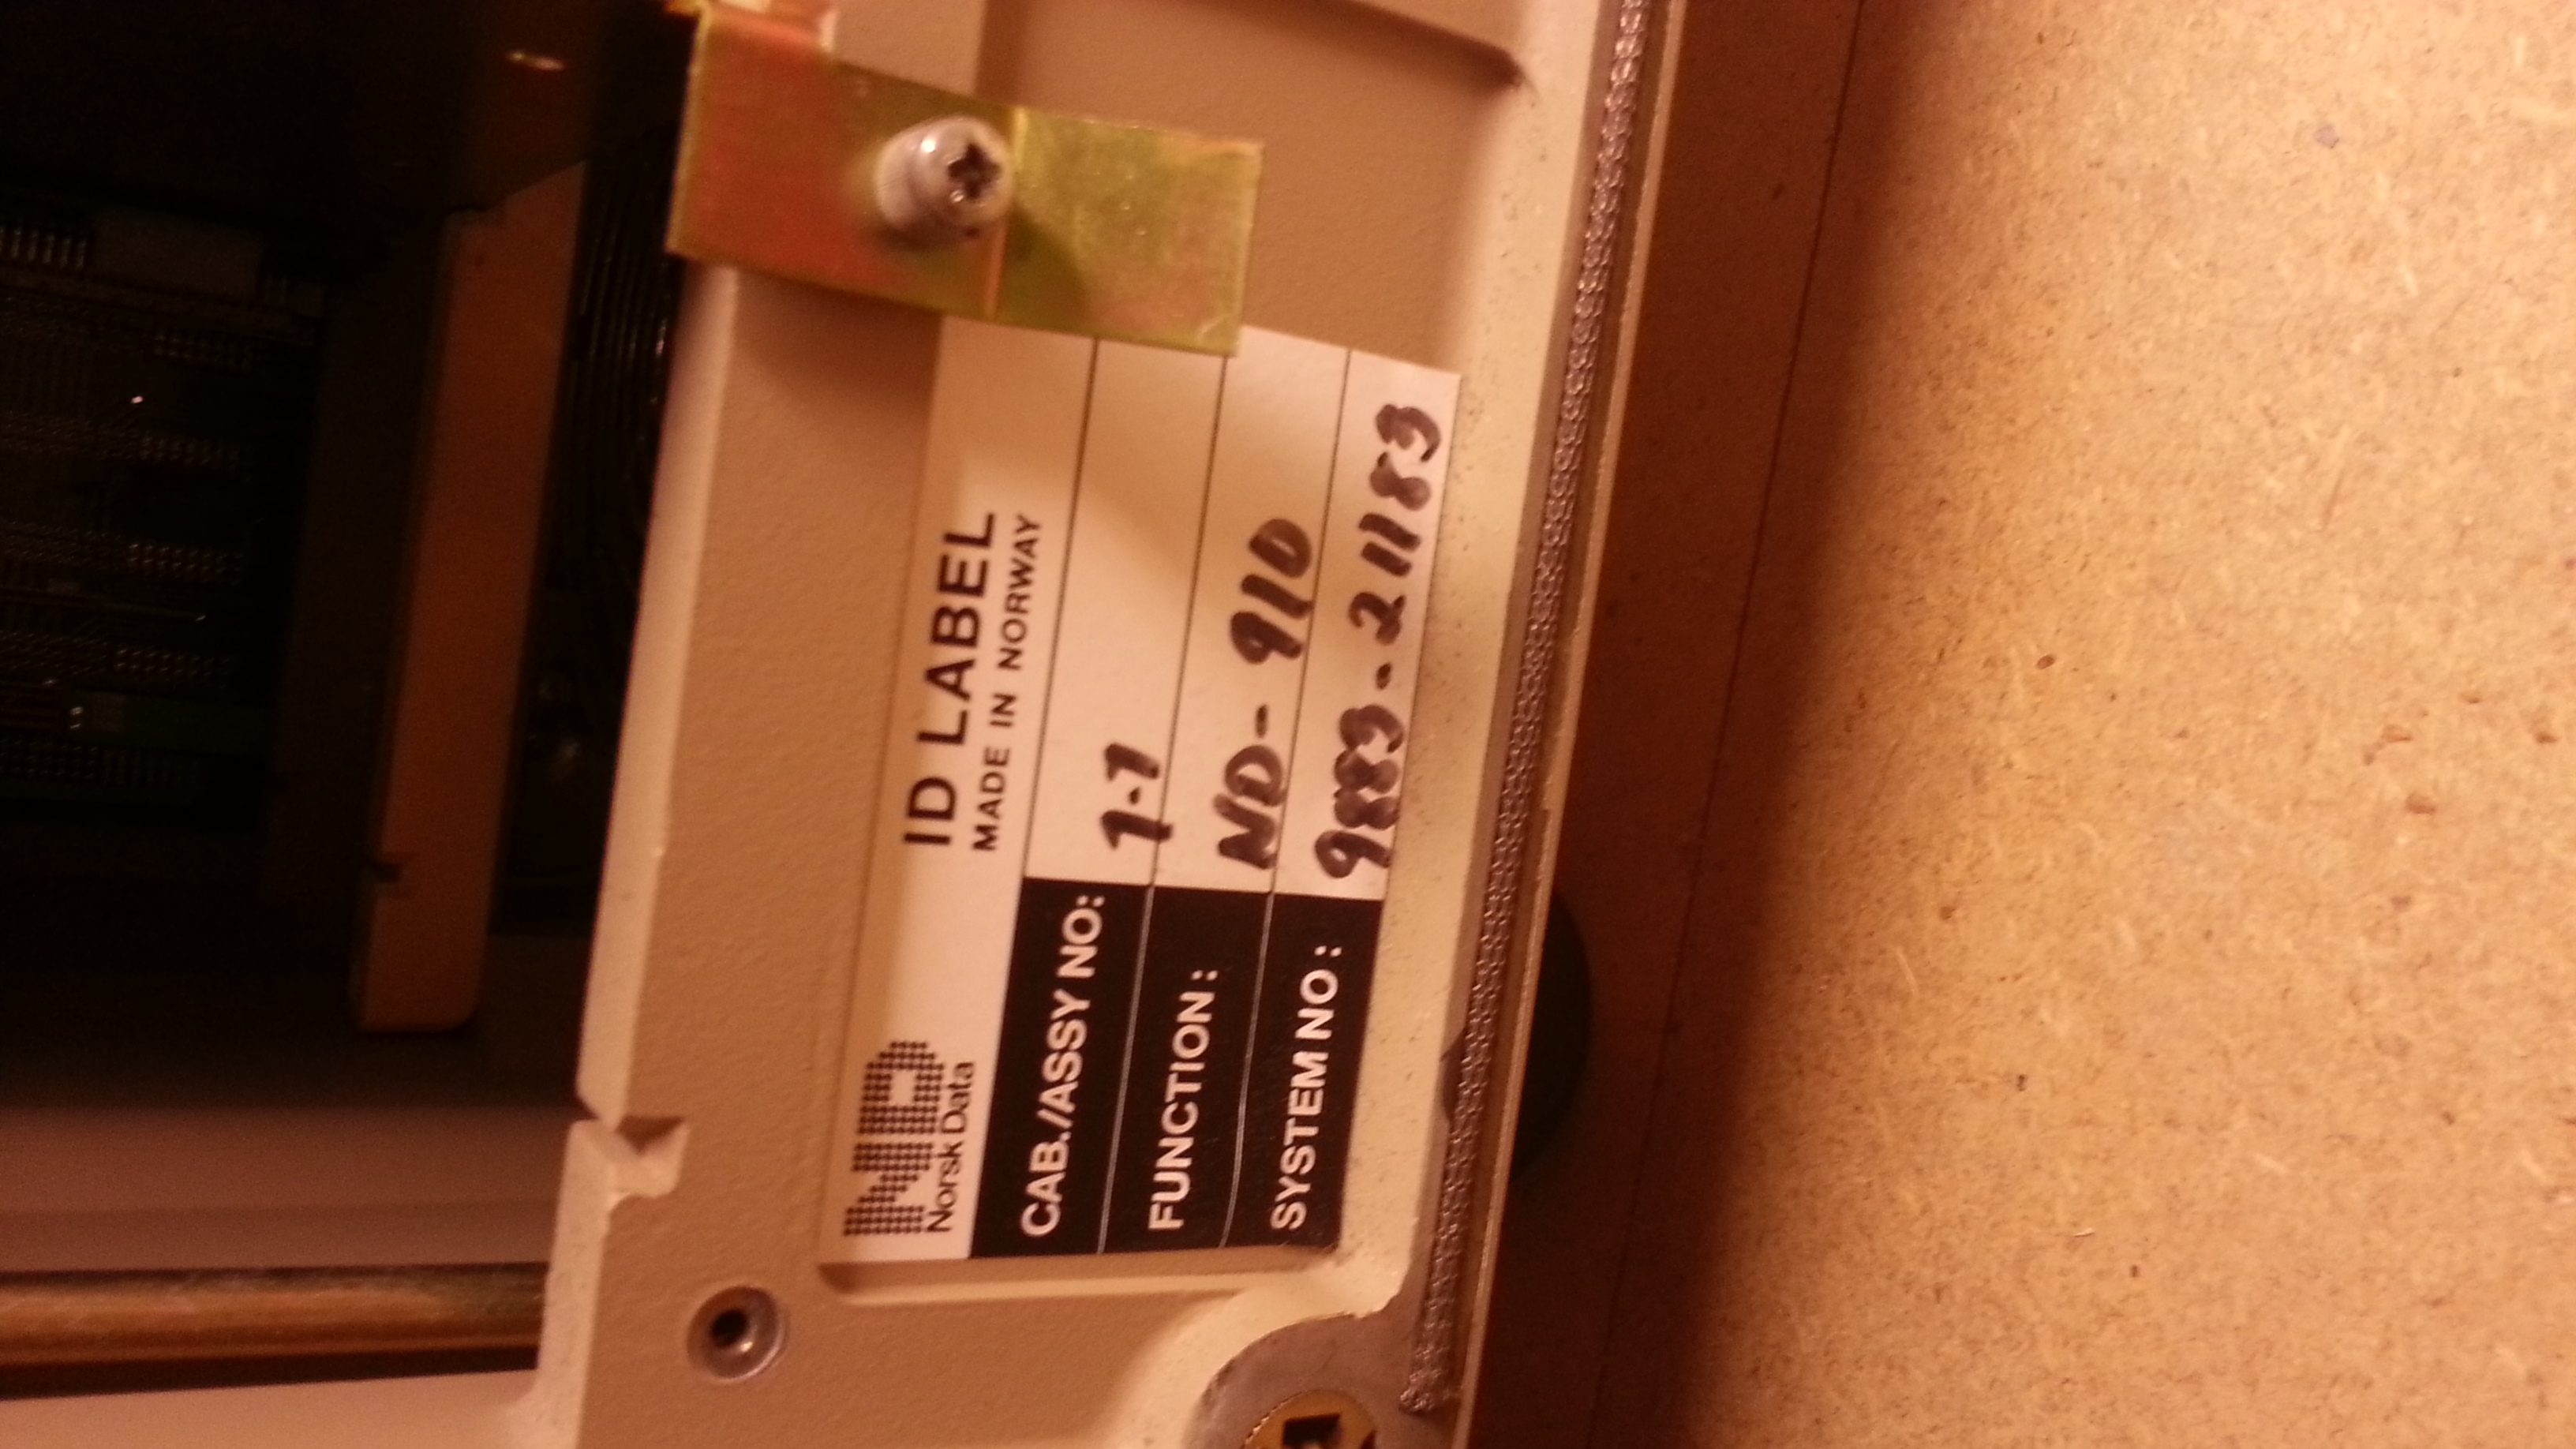 ND
Norsk Data
ID LABEL
MADE IN NORWAY
CAB./ASSY NO: 1-1
FUNCTION: ND-910
SYSTEM NO: 9883-21183